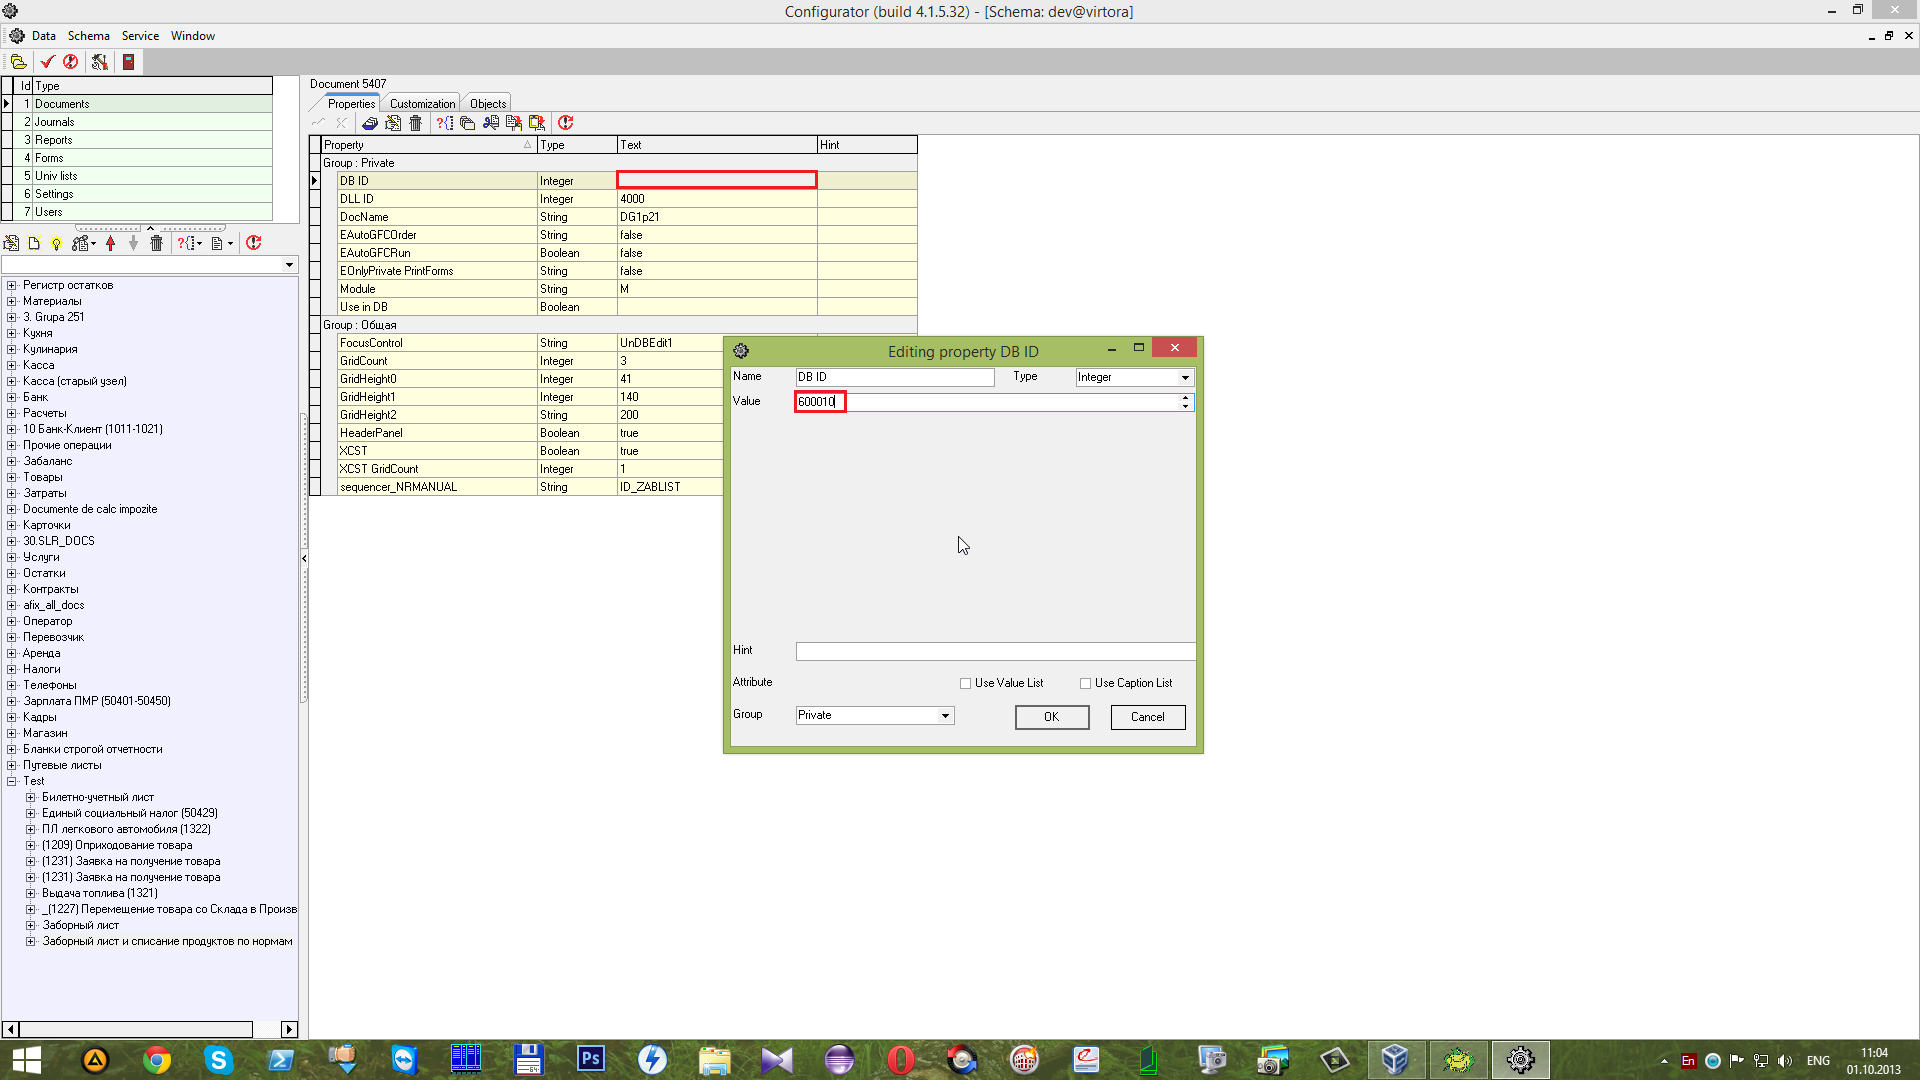 Configurator (build 4.1.5.32) - [Schema: dev@virtora]
Data Schema Service Window
Id Type
1 Documents
2 Journals
3 Reports
4 Forms
5 Univ lists
6 Settings
7 Users
Регистр остатков
Материалы
3. Grupa 251
Кухня
Кулинария
Касса
Касса (старый узел)
Банк
Расчеты
10 Банк-Клиент (1011-1021)
Прочие операции
Забаланс
Товары
Затраты
Documente de calc impozite
Карточки
30.SLR_DOCS
Услуги
Остатки
Контракты
afix_all_docs
Оператор
Перевозчик
Аренда
Налоги
Телефоны
Зарплата ПМР (50401-50450)
Кадры
Магазин
Бланки строгой отчетности
Путевые листы
Test
Билетно-учетный лист
Единый социальный налог (50429)
ПЛ легкового автомобиля (1322)
(1209) Оприходование товара
(1231) Заявка на получение товара
(1231) Заявка на получение товара
Выдача топлива (1321)
_(1227) Перемещение товара со Склада в Произв
Заборный лист
Заборный лист и списание продуктов по нормам
Document 5407
Properties Customization Objects
Property Type Text Hint
Group : Private
DB ID Integer
DLL ID Integer 4000
DocName String DG1p21
EAutoGFCOrder String false
EAutoGFCRun Boolean false
EOnlyPrivate PrintForms String false
Module String M
Use in DB Boolean
Group : Общая
FocusControl String UnDBEdit1
GridCount Integer 3
GridHeight0 Integer 41
GridHeight1 Integer 140
GridHeight2 String 200
HeaderPanel Boolean true
XCST Boolean true
XCST GridCount Integer 1
sequencer_NRMANUAL String ID_ZABLIST
Editing property DB ID
Name DB ID Type Integer
Value 600010
Hint
Attribute Use Value List Use Caption List
Group Private OK Cancel
Ps
64
En
ENG
11:04
01.10.2013